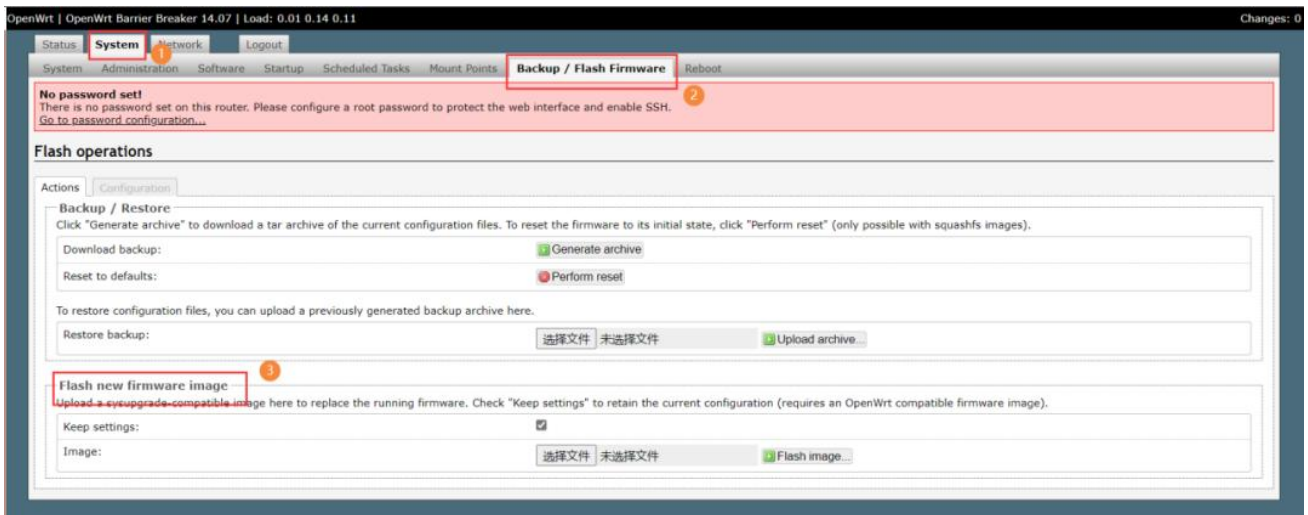 OpenWrt | OpenWrt Barrier Breaker 14.07 | Load: 0.01 0.14 0.11 Changes: 0
Status System Network Logout
1
System Administration Software Startup Scheduled Tasks Mount Points Backup / Flash Firmware Reboot
2
No password set!
There is no password set on this router. Please configure a root password to protect the web interface and enable SSH.
Go to password configuration...
Flash operations
Actions Configuration
Backup / Restore
Click "Generate archive" to download a tar archive of the current configuration files. To reset the firmware to its initial state, click "Perform reset" (only possible with squashfs images).
Download backup: Generate archive
Reset to defaults: Perform reset
To restore configuration files, you can upload a previously generated backup archive here.
Restore backup: 选择文件 未选择文件 Upload archive...
3
Flash new firmware image
Upload a sysupgrade-compatible image here to replace the running firmware. Check "Keep settings" to retain the current configuration (requires an OpenWrt compatible firmware image).
Keep settings:
Image: 选择文件 未选择文件 Flash image...